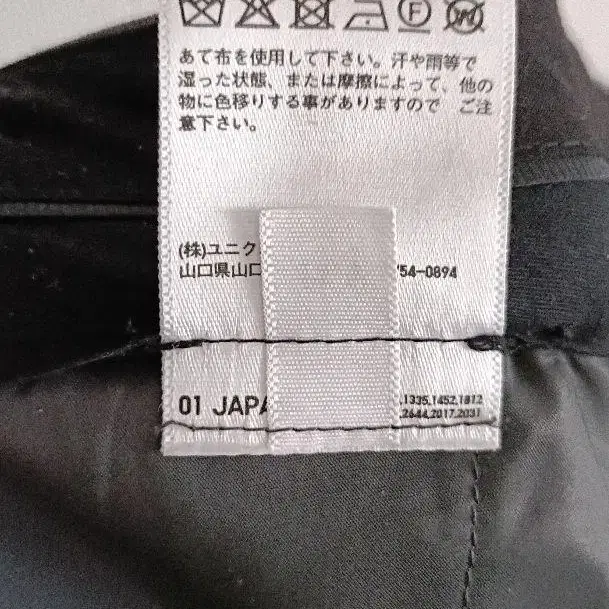 あて布を使用して下さい。汗や雨等で
湿った状態、または摩擦によって、他の
物に色移りする事がありますので　ご注
意下さい。
(株)ユニク
山口県山口
54-0894
01 JAPA
.1335.1452.1812
.2644.2017.2031